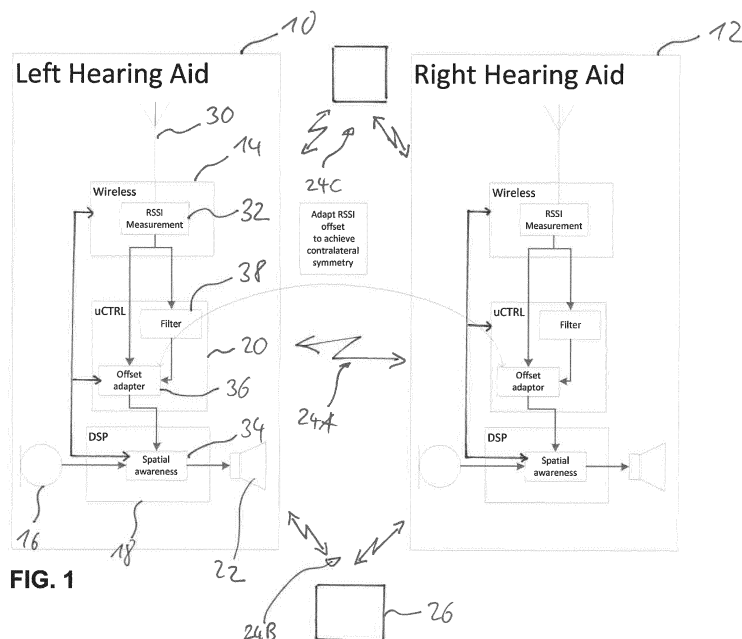 10
12
Left Hearing Aid
Right Hearing Aid
30
14
24C
Wireless
Wireless
RSSI
Measurement
32
Adapt RSSI
offset
to achieve
contralateral
symmetry
RSSI
Measurement
38
uCTRL
uCTRL
Filter
Filter
20
Offset
adapter
36
24A
Offset
adaptor
DSP
34
DSP
Spatial
awareness
Spatial
awareness
16
18
22
FIG. 1
24B
26